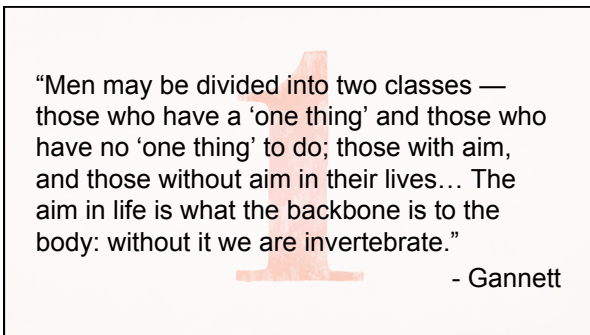 “Men may be divided into two classes —
those who have a ‘one thing’ and those who
have no ‘one thing’ to do; those with aim,
and those without aim in their lives… The
aim in life is what the backbone is to the
body: without it we are invertebrate.”
- Gannett
1